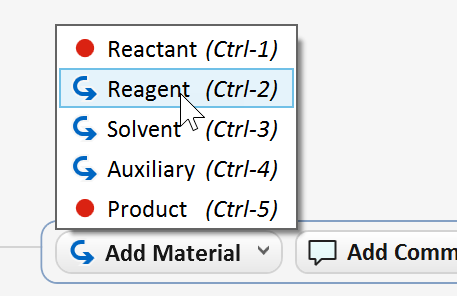 Reactant (Ctrl-1)
Reagent (Ctrl-2)
Solvent (Ctrl-3)
Auxiliary (Ctrl-4)
Product (Ctrl-5)
Add Material
Add Comm